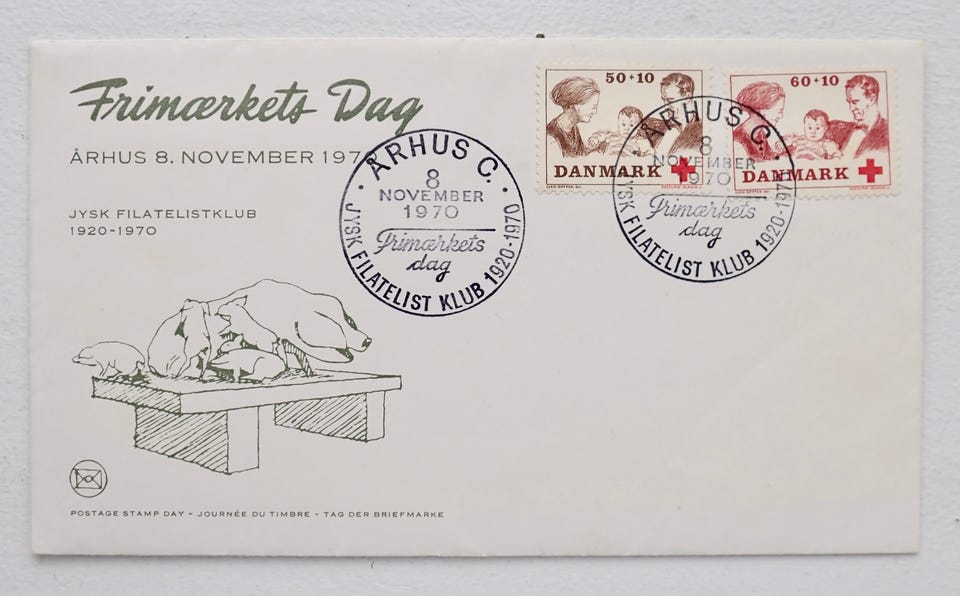 Frimærkets Dag
ÅRHUS 8. NOVEMBER 197
JYSK FILATELISTKLUB
1920-1970
ÅRHUS C.
8
NOVEMBER
1970
Frimærkets
dag
JYSK FILATELIST KLUB 1920-1970
50+10
DANMARK
60+10
DANMARK
ÅRHUS C.
8
NOVEMBER
1970
Frimærkets
dag
JYSK FILATELIST KLUB 1920-1970
POSTAGE STAMP DAY - JOURNÉE DU TIMBRE - TAG DER BRIEFMARKE